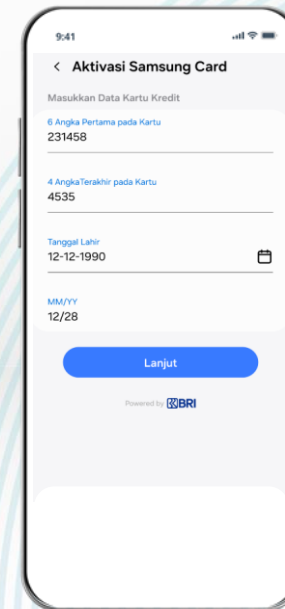 9:41
< Aktivasi Samsung Card
Masukkan Data Kartu Kredit
6 Angka Pertama pada Kartu
231458
4 AngkaTerakhir pada Kartu
4535
Tanggal Lahir
12-12-1990
MM/YY
12/28
Lanjut
Powered by BRI